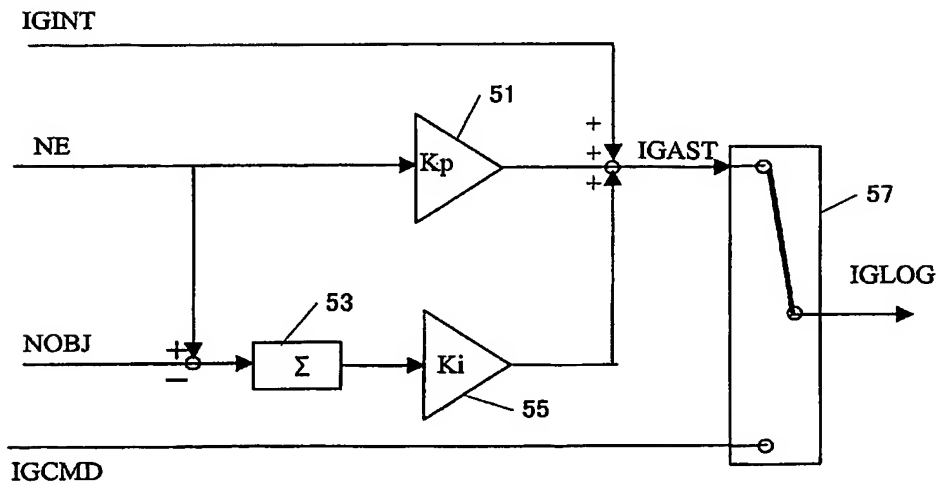 IGINT
51
NE
Kp
+
+
+
IGAST
57
IGLOG
53
NOBJ
+
−
Σ
Ki
55
IGCMD